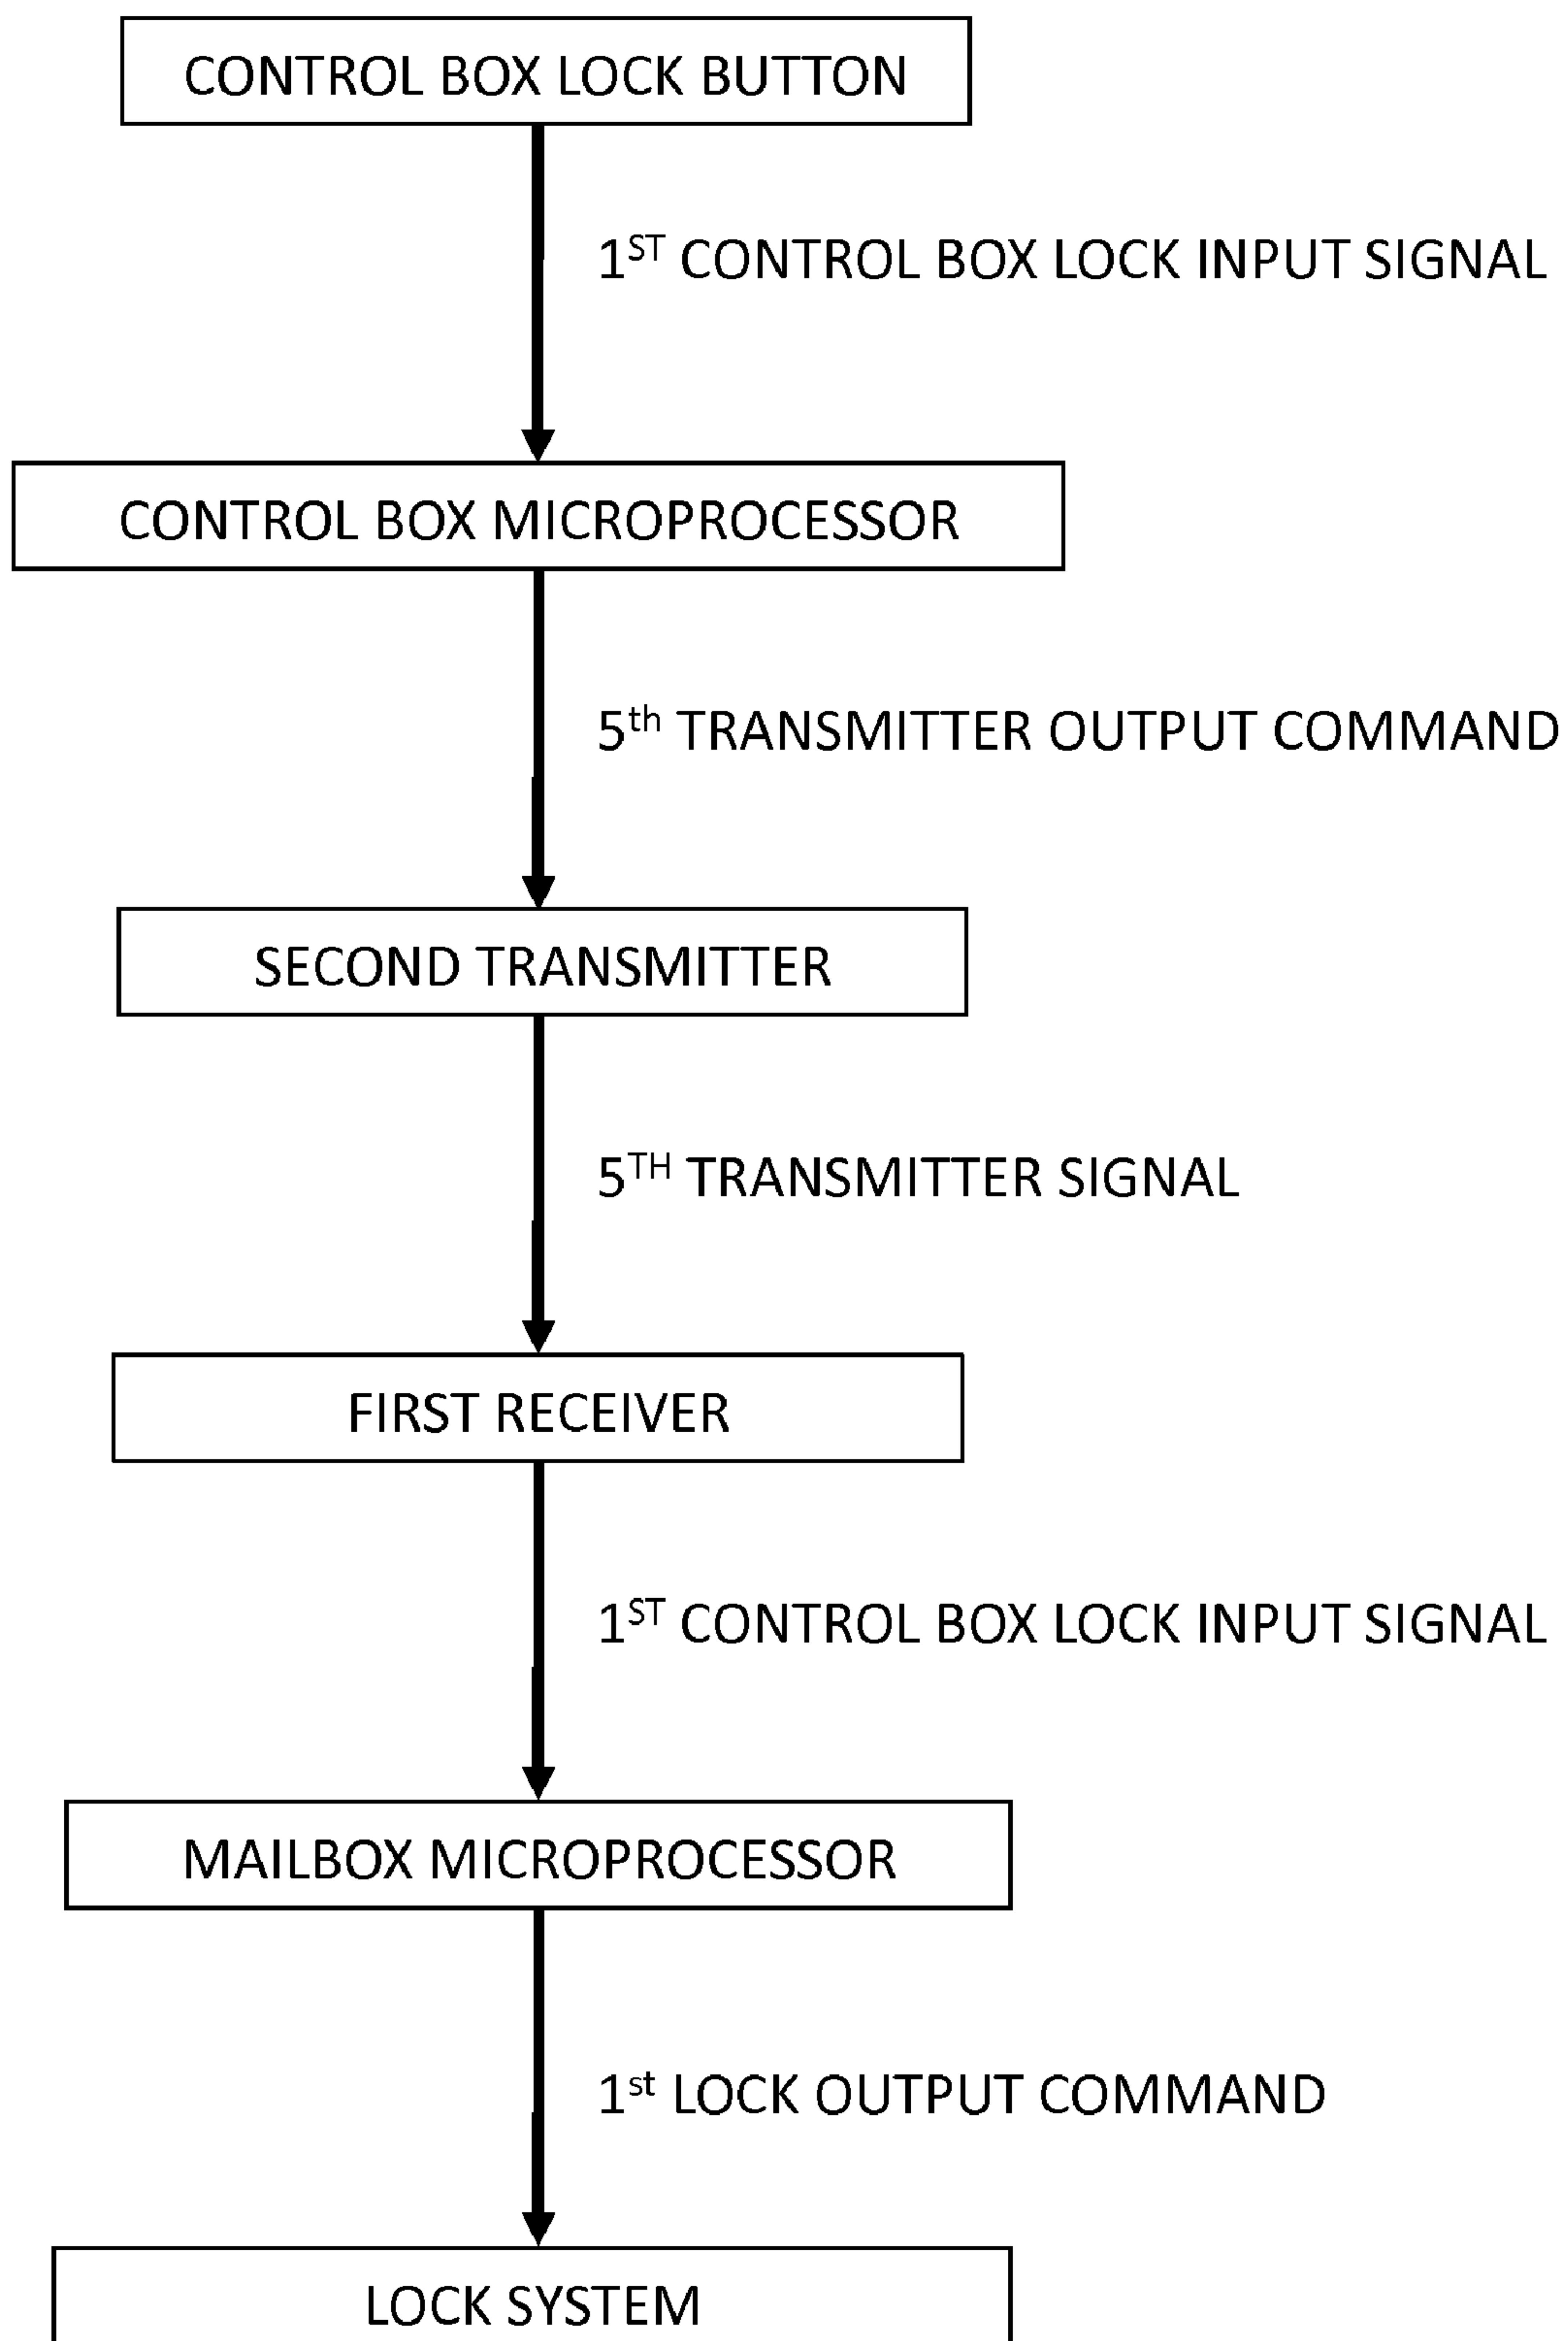 CONTROL BOX LOCK BUTTON
1ST CONTROL BOX LOCK INPUT SIGNAL
CONTROL BOX MICROPROCESSOR
5th TRANSMITTER OUTPUT COMMAND
SECOND TRANSMITTER
5TH TRANSMITTER SIGNAL
FIRST RECEIVER
1ST CONTROL BOX LOCK INPUT SIGNAL
MAILBOX MICROPROCESSOR
1st LOCK OUTPUT COMMAND
LOCK SYSTEM